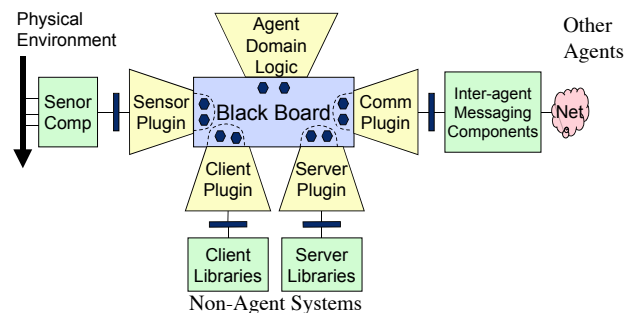 Physical
Environment
Agent
Domain
Logic
Other
Agents
Senor
Comp
Sensor
Plugin
Black Board
Comm
Plugin
Inter-agent
Messaging
Components
Net
Client
Plugin
Server
Plugin
Client
Libraries
Server
Libraries
Non-Agent Systems